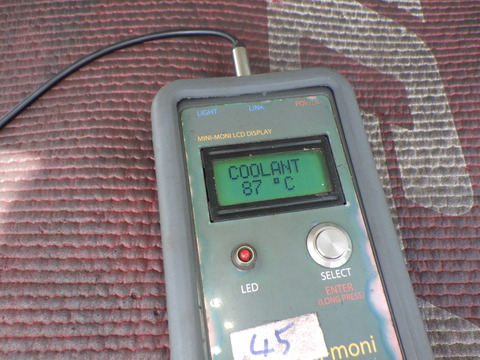 LIGHT LINK POWER
MINI-MONI LCD DISPLAY
COOLANT
87 °C
LED SELECT
ENTER
(LONG PRESS)
45 moni